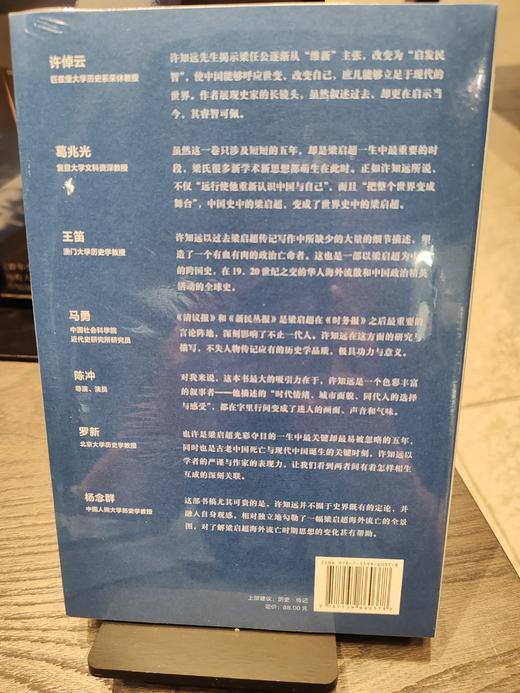 许倬云
匹兹堡大学历史系荣休教授
许知远先生揭示梁任公逐渐从“维新”主张，改变为“启发民
智”，使中国能够呼应世变、改变自己，庶几能够立足于现代的
世界。作者展现史家的长镜头，虽然叙述过去，却更在启示当
今，其睿智可佩。
葛兆光
复旦大学文科资深教授
虽然这一卷只涉及短短的五年，却是梁启超一生中最重要的时
段，梁氏很多新学术新思想都萌生在此时。正如许知远所说，
不仅“远行使他重新认识中国与自己”，而且“把整个世界变成
舞台”，中国史中的梁启超，变成了世界史中的梁启超。
王笛
澳门大学历史学教授
许知远以过去梁启超传记写作中所缺少的大量的细节描述，塑
造了一个有血有肉的政治亡命者。这也是一部以梁启超为中
的跨国史，在19、20世纪之交的华人海外流散和中国政治精英
活动的全球史。
马勇
中国社会科学院
近代史研究所研究员
《清议报》和《新民丛报》是梁启超在《时务报》之后最重要的
言论阵地，深刻影响了不止一代人。许知远在这方面的研究与
描写，不失人物传记应有的历史学品质，极具功力与意义。
陈冲
导演、演员
对我来说，这本书最大的吸引力在于，许知远是一个色彩丰富
的叙事者——他描述的“时代情绪、城市面貌、同代人的选择
与感受”，都在字里行间变成了迷人的画面、声音和气味。
罗新
北京大学历史学教授
也许是梁启超光彩夺目的一生中最关键却最易被忽略的五年，
同时也是古老中国死亡与现代中国诞生的关键时刻，许知远以
学者的严谨与作家的表现力，让我们看到两者间有着怎样相生
互成的深刻关联。
杨念群
中国人民大学历史学教授
这部书稿尤其可贵的是，许知远并不囿于史界既有的定论，并
融入自身观感，相对独立地勾勒了一幅梁启超海外流亡的全景
图，对了解梁启超海外流亡时期思想的变化甚有帮助。
上架建议：历史·传记
定价：88.00元
ISBN 978-7-5598-6037-8
9 787559 860378 >